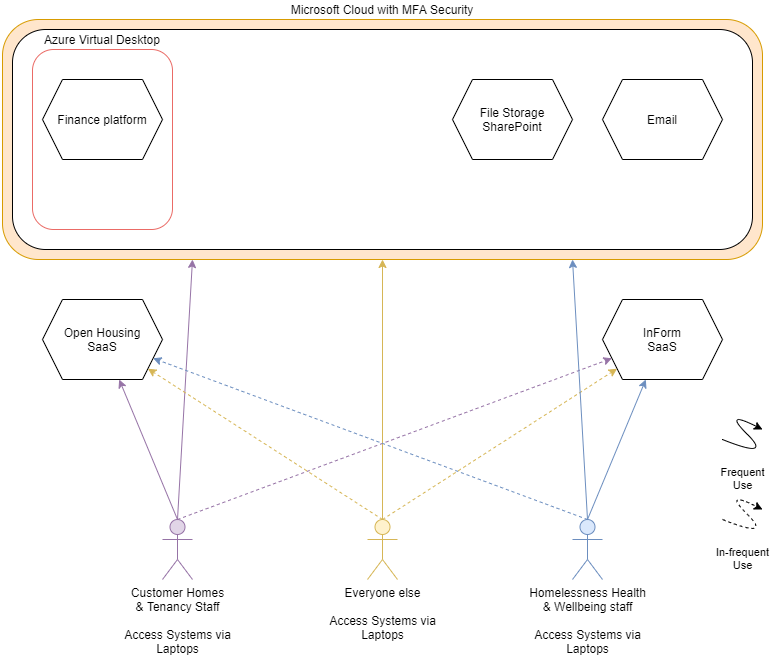 Microsoft Cloud with MFA Security
Azure Virtual Desktop
Finance platform
File Storage
SharePoint
Email
Open Housing
SaaS
InForm
SaaS
Frequent
Use
In-frequent
Use
Customer Homes
& Tenancy Staff
Access Systems via
Laptops
Everyone else
Access Systems via
Laptops
Homelessness Health
& Wellbeing staff
Access Systems via
Laptops